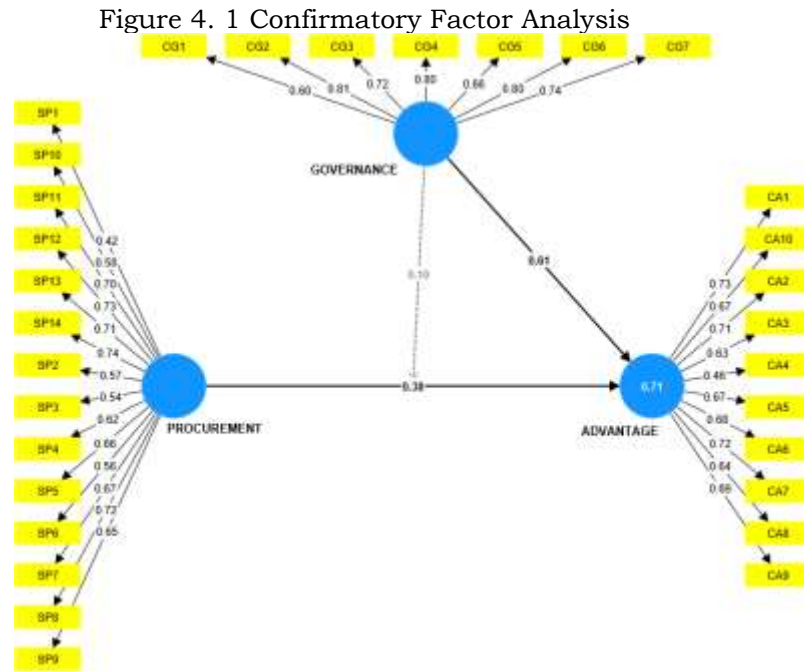 Figure 4. 1 Confirmatory Factor Analysis
CG1 CG2 CG3 CG4 CG5 CG6 CG7
0.60 0.81 0.72 0.80 0.66 0.80 0.74
GOVERNANCE
SP1
SP10
SP11
SP12
SP13
SP14
SP2
SP3
SP4
SP5
SP6
SP7
SP8
SP9
0.42
0.58
0.70
0.73
0.71
0.74
0.57
0.54
0.62
0.66
0.56
0.67
0.72
0.65
PROCUREMENT
0.10
0.38
0.71
ADVANTAGE
0.73
0.67
0.71
0.63
0.46
0.67
0.68
0.72
0.64
0.69
CA1
CA10
CA2
CA3
CA4
CA5
CA6
CA7
CA8
CA9